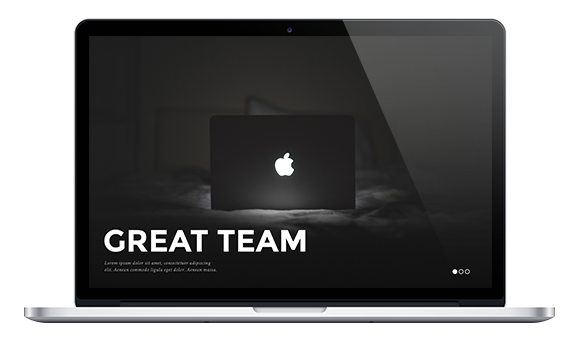 GREAT TEAM
Lorem ipsum dolor sit amet, consectetuer adipiscing
elit. Aenean commodo ligula eget dolor. Aenean massa.